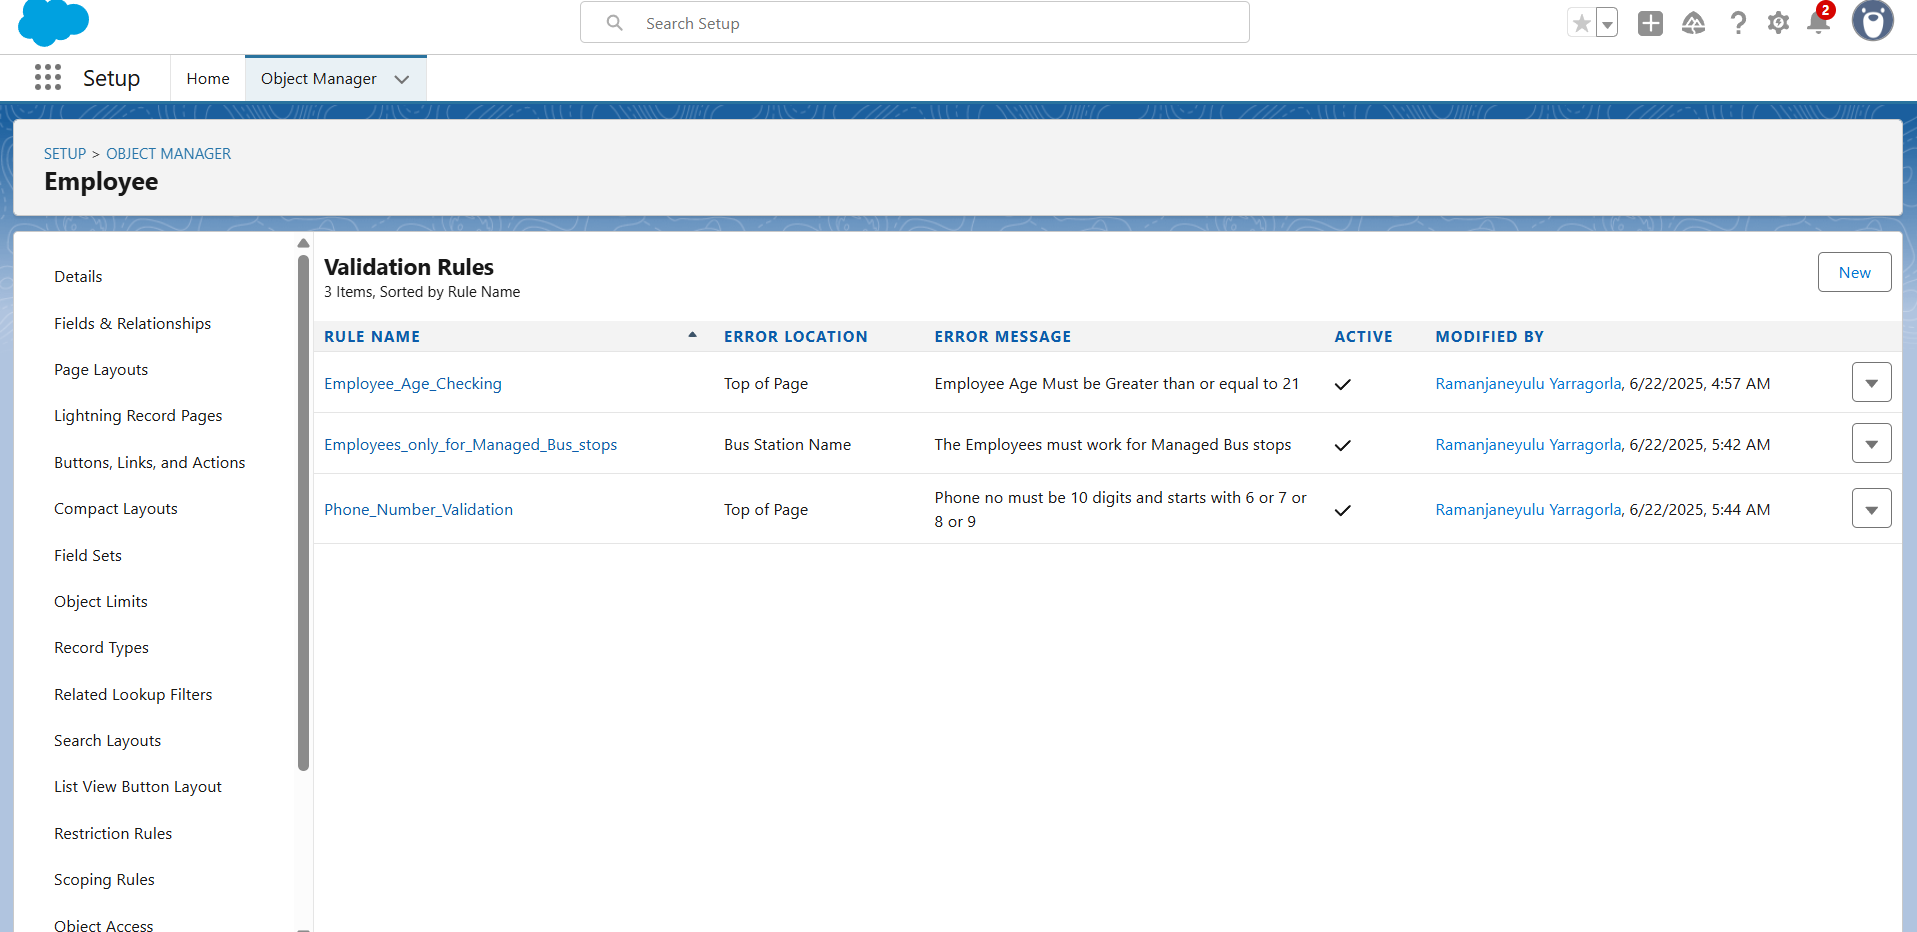 Search Setup
2
Setup
Home
Object Manager
SETUP > OBJECT MANAGER
Employee
Details
Fields & Relationships
Page Layouts
Lightning Record Pages
Buttons, Links, and Actions
Compact Layouts
Field Sets
Object Limits
Record Types
Related Lookup Filters
Search Layouts
List View Button Layout
Restriction Rules
Scoping Rules
Object Access
Validation Rules
3 Items, Sorted by Rule Name
New
RULE NAME ERROR LOCATION ERROR MESSAGE ACTIVE MODIFIED BY
Employee_Age_Checking Top of Page Employee Age Must be Greater than or equal to 21 Ramanjaneyulu Yarragorla, 6/22/2025, 4:57 AM
Employees_only_for_Managed_Bus_stops Bus Station Name The Employees must work for Managed Bus stops Ramanjaneyulu Yarragorla, 6/22/2025, 5:42 AM
Phone_Number_Validation Top of Page Phone no must be 10 digits and starts with 6 or 7 or
8 or 9 Ramanjaneyulu Yarragorla, 6/22/2025, 5:44 AM